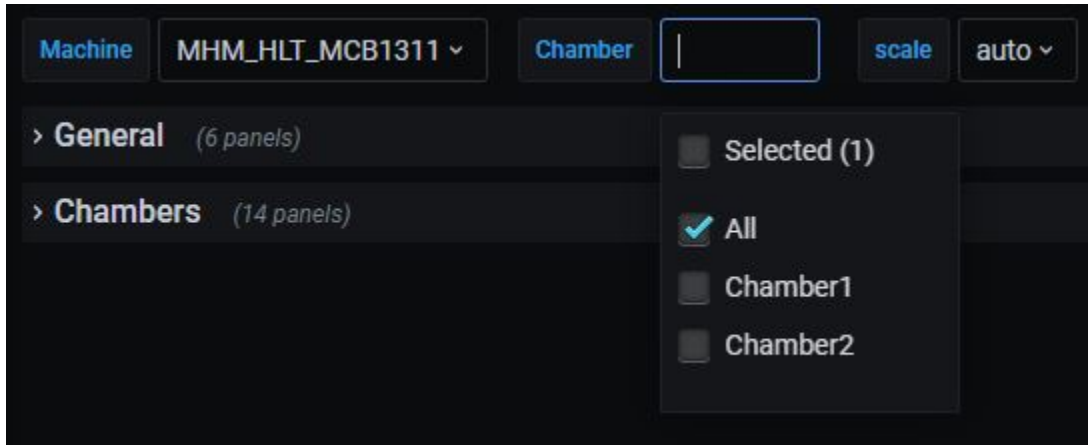 Machine MHM_HLT_MCB1311 Chamber scale auto
General (6 panels)
Selected (1)
Chambers (14 panels)
All
Chamber1
Chamber2